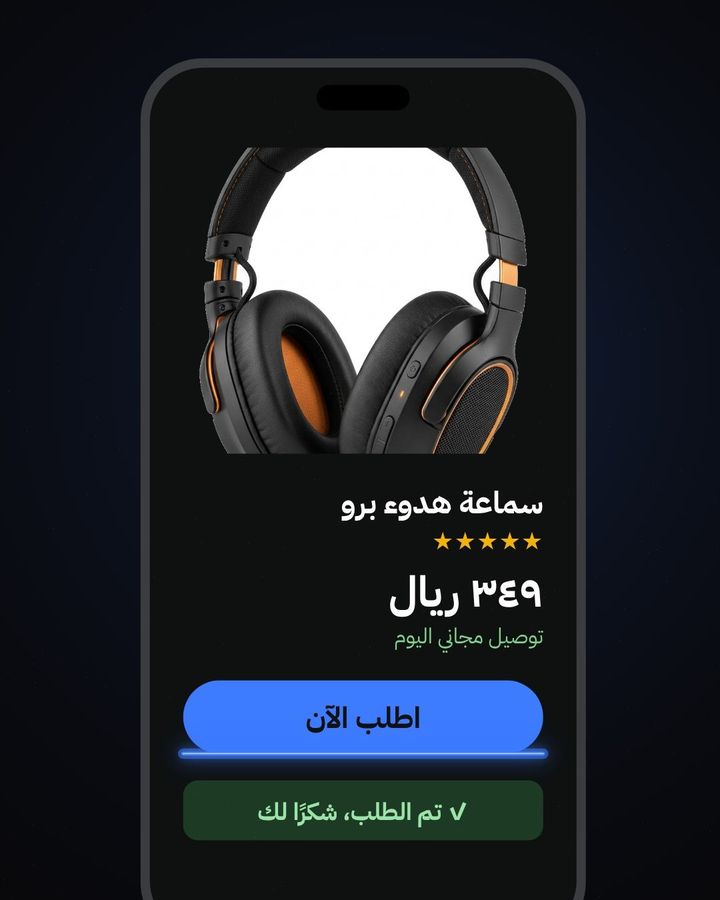 سماعة هدوء برو
★★★★★
٣٤٩ ريال
توصيل مجاني اليوم
اطلب الآن
✓ تم الطلب، شكرًا لك